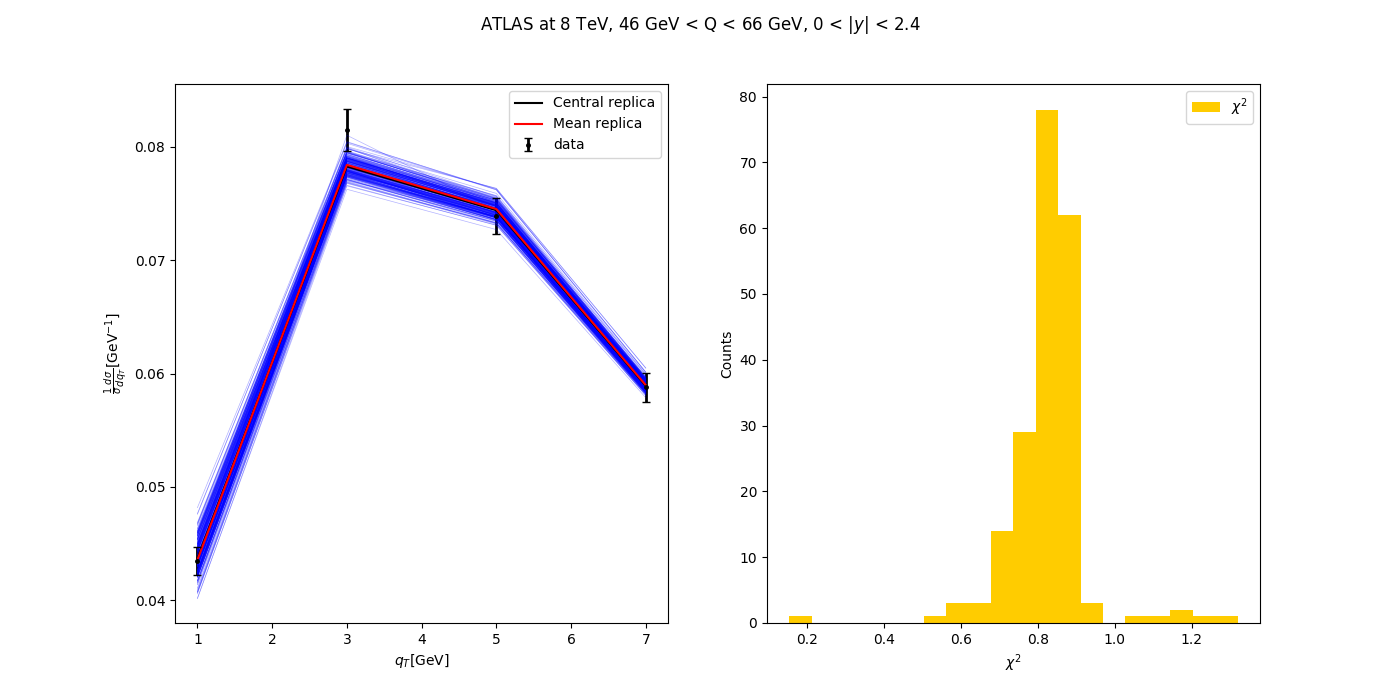 ATLAS at 8 TeV, 46 GeV < Q < 66 GeV, 0 < |y| < 2.4
Central replica
Mean replica
data
0.08
0.07
0.06
0.05
0.04
1 2 3 4 5 6 7
q_T[GeV]
\frac{1}{σ}\frac{dσ}{dq_T}[GeV⁻¹]
χ²
80
70
60
50
40
30
20
10
0
0.2 0.4 0.6 0.8 1.0 1.2
χ²
Counts